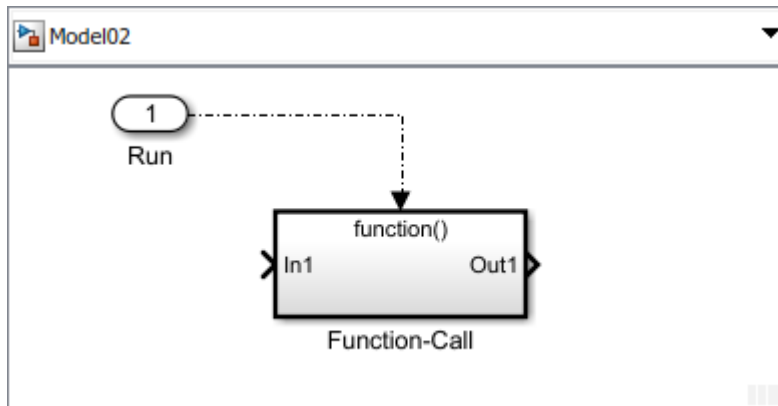 Model02
1
Run
function()
In1
Out1
Function-Call